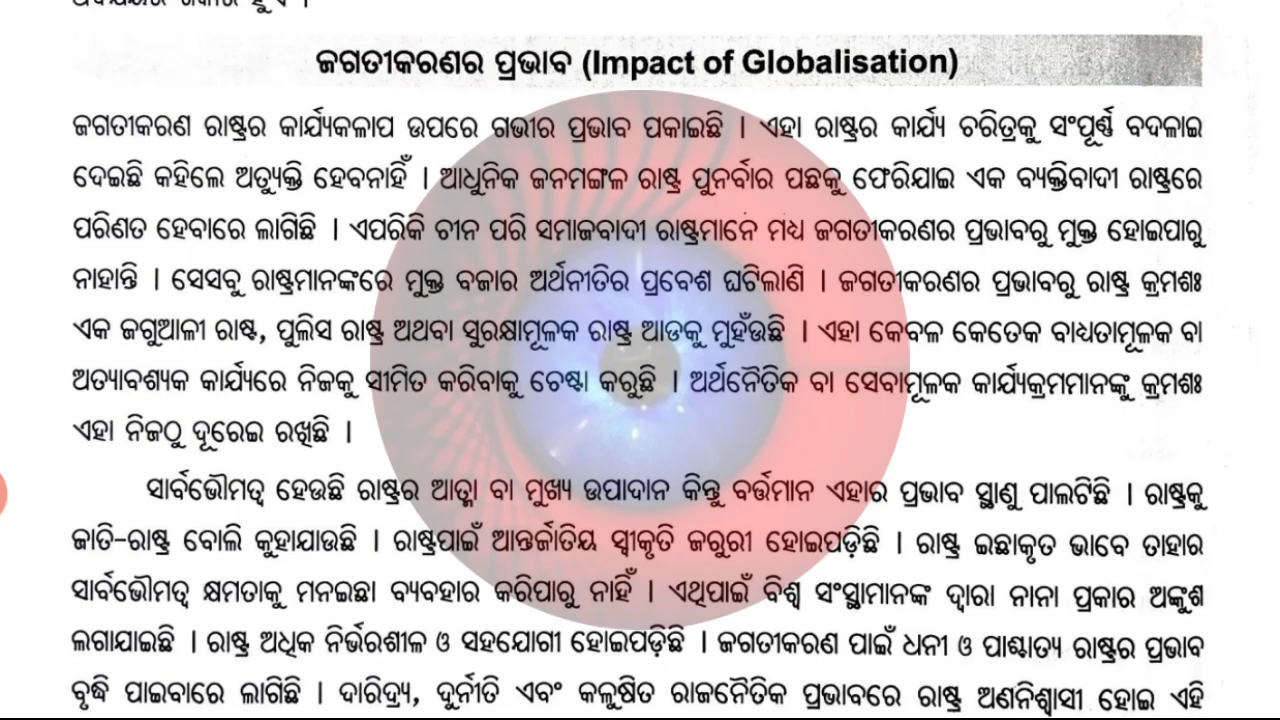 ଜଗତୀକରଣର ପ୍ରଭାବ (Impact of Globalisation)
ଜଗତୀକରଣ ରାଷ୍ଟ୍ରର କାର୍ଯ୍ୟକଳାପ ଉପରେ ଗଭୀର ପ୍ରଭାବ ପକାଇଛି । ଏହା ରାଷ୍ଟ୍ରର କାର୍ଯ୍ୟ ଚରିତ୍ରକୁ ସଂପୂର୍ଣ୍ଣ ବଦଳାଇ
ଦେଇଛି କହିଲେ ଅତ୍ୟୁକ୍ତି ହେବନାହିଁ । ଆଧୁନିକ ଜନମଙ୍ଗଳ ରାଷ୍ଟ୍ର ପୁନର୍ବାର ପଛକୁ ଫେରିଯାଇ ଏକ ବ୍ୟକ୍ତିବାଦୀ ରାଷ୍ଟ୍ରରେ
ପରିଣତ ହେବାରେ ଲାଗିଛି । ଏପରିକି ଚୀନ ପରି ସମାଜବାଦୀ ରାଷ୍ଟ୍ରମାନେ ମଧ୍ୟ ଜଗତୀକରଣର ପ୍ରଭାବରୁ ମୁକ୍ତ ହୋଇପାରୁ
ନାହାନ୍ତି । ସେସବୁ ରାଷ୍ଟ୍ରମାନଙ୍କରେ ମୁକ୍ତ ବଜାର ଅର୍ଥନୀତିର ପ୍ରବେଶ ଘଟିଲାଣି । ଜଗତୀକରଣର ପ୍ରଭାବରୁ ରାଷ୍ଟ୍ର କ୍ରମଶଃ
ଏକ ଜଗୁଆଳୀ ରାଷ୍ଟ, ପୁଲିସ ରାଷ୍ଟ୍ର ଅଥବା ସୁରକ୍ଷାମୂଳକ ରାଷ୍ଟ୍ର ଆଡକୁ ମୁହଁଉଛି । ଏହା କେବଳ କେତେକ ବାଧ୍ୟତାମୂଳକ ବା
ଅତ୍ୟାବଶ୍ୟକ କାର୍ଯ୍ୟରେ ନିଜକୁ ସୀମିତ କରିବାକୁ ଚେଷ୍ଟା କରୁଛି । ଅର୍ଥନୈତିକ ବା ସେବାମୂଳକ କାର୍ଯ୍ୟକ୍ରମମାନଙ୍କୁ କ୍ରମଶଃ
ଏହା ନିଜଠୁ ଦୂରେଇ ରଖିଛି ।
ସାର୍ବଭୌମତ୍ୱ ହେଉଛି ରାଷ୍ଟ୍ରର ଆତ୍ମା ବା ମୁଖ୍ୟ ଉପାଦାନ କିନ୍ତୁ ବର୍ତ୍ତମାନ ଏହାର ପ୍ରଭାବ ସ୍ଥାଣୁ ପାଲଟିଛି । ରାଷ୍ଟ୍ରକୁ
ଜାତି-ରାଷ୍ଟ୍ର ବୋଲି କୁହାଯାଉଛି । ରାଷ୍ଟ୍ରପାଇଁ ଆନ୍ତର୍ଜାତିୟ ସ୍ୱୀକୃତି ଜରୁରୀ ହୋଇପଡ଼ିଛି । ରାଷ୍ଟ୍ର ଇଛାକୃତ ଭାବେ ତାହାର
ସାର୍ବଭୌମତ୍ୱ କ୍ଷମତାକୁ ମନଇଛା ବ୍ୟବହାର କରିପାରୁ ନାହିଁ । ଏଥିପାଇଁ ବିଶ୍ୱ ସଂସ୍ଥାମାନଙ୍କ ଦ୍ୱାରା ନାନା ପ୍ରକାର ଅଙ୍କୁଶ
ଲଗାଯାଇଛି । ରାଷ୍ଟ୍ର ଅଧିକ ନିର୍ଭରଶୀଳ ଓ ସହଯୋଗୀ ହୋଇପଡ଼ିଛି । ଜଗତୀକରଣ ପାଇଁ ଧନୀ ଓ ପାଶ୍ଚାତ୍ୟ ରାଷ୍ଟ୍ରର ପ୍ରଭାବ
ବୃଦ୍ଧି ପାଇବାରେ ଲାଗିଛି । ଦାରିଦ୍ର୍ୟ, ଦୁର୍ନୀତି ଏବଂ କଳୁଷିତ ରାଜନୈତିକ ପ୍ରଭାବରେ ରାଷ୍ଟ୍ର ଅଣନିଶ୍ୱାସୀ ହୋଇ ଏହି